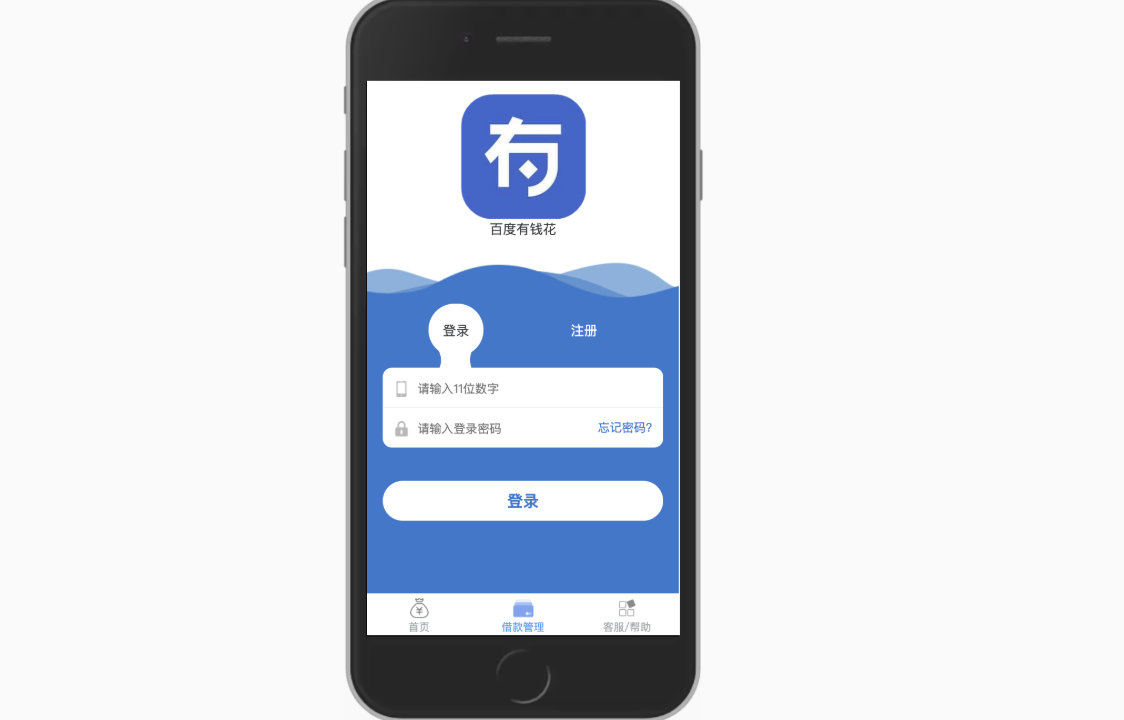 有
百度有钱花
登录
注册
请输入11位数字
请输入登录密码
忘记密码?
登录
首页
借款管理
客服/帮助